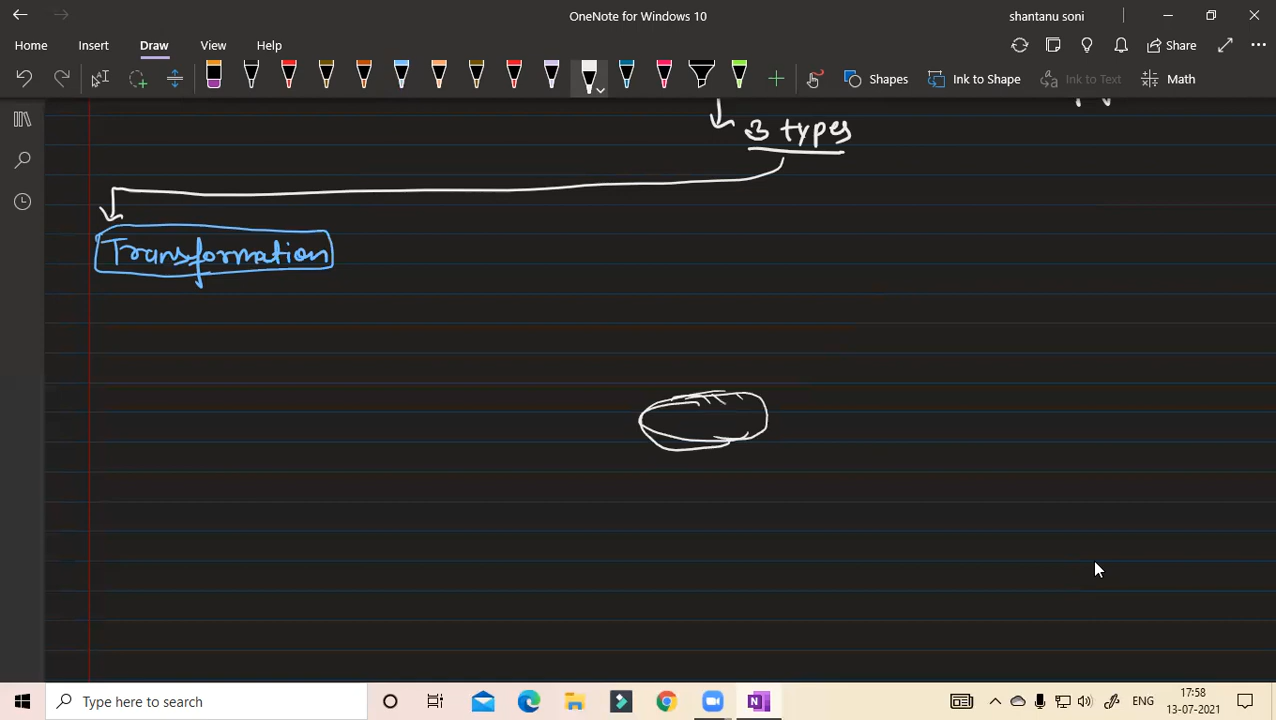 OneNote for Windows 10
shantanu soni
Home Insert Draw View Help
Share
Shapes
Ink to Shape
Ink to Text
Math
3 types
Transformation
Type here to search
N
ENG
17:58
13-07-2021